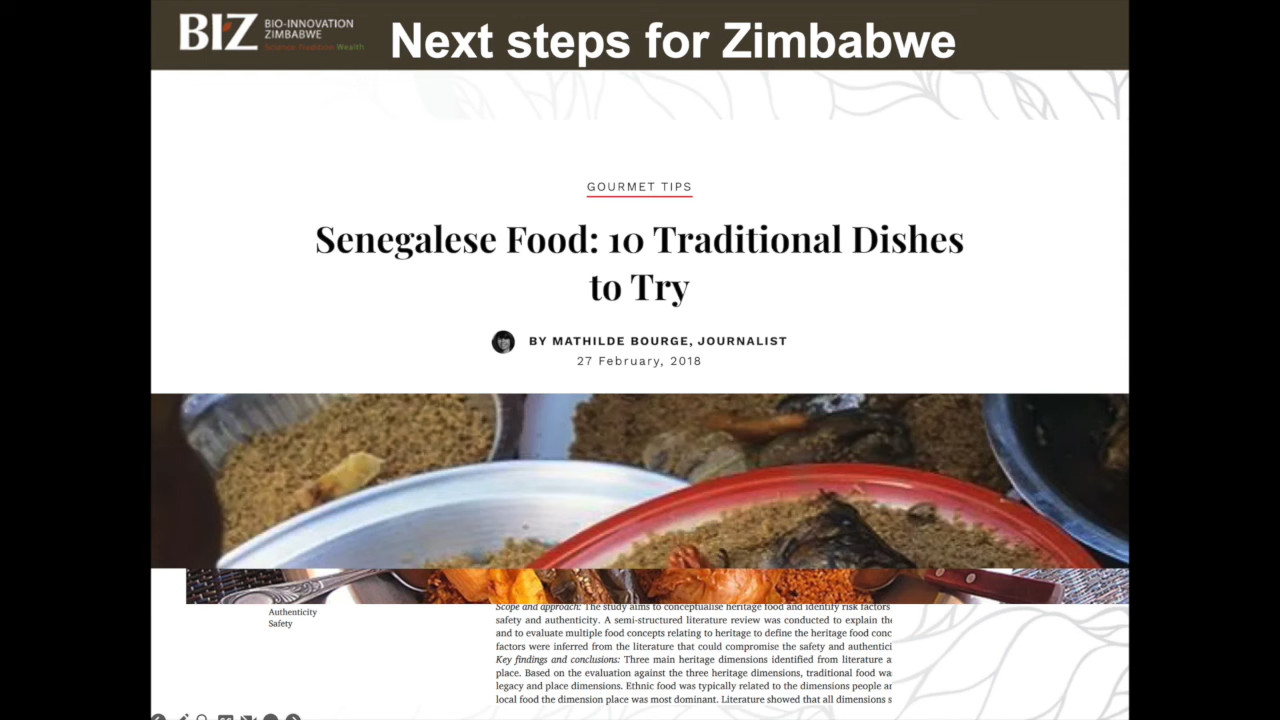 BIZ
BIO-INNOVATION
ZIMBABWE
Science Tradition Wealth
Next steps for Zimbabwe
GOURMET TIPS
Senegalese Food: 10 Traditional Dishes
to Try
BY MATHILDE BOURGE, JOURNALIST
27 February, 2018
Authenticity
Safety
Scope and approach: The study aims to conceptualise heritage food and identify risk factors
safety and authenticity. A semi-structured literature review was conducted to explain the
and to evaluate multiple food concepts relating to heritage to define the heritage food conc
factors were inferred from the literature that could compromise the safety and authentici
Key findings and conclusions: Three main heritage dimensions identified from literature a
place. Based on the evaluation against the three heritage dimensions, traditional food wa
legacy and place dimensions. Ethnic food was typically related to the dimensions people an
local food the dimension place was most dominant. Literature showed that all dimensions s